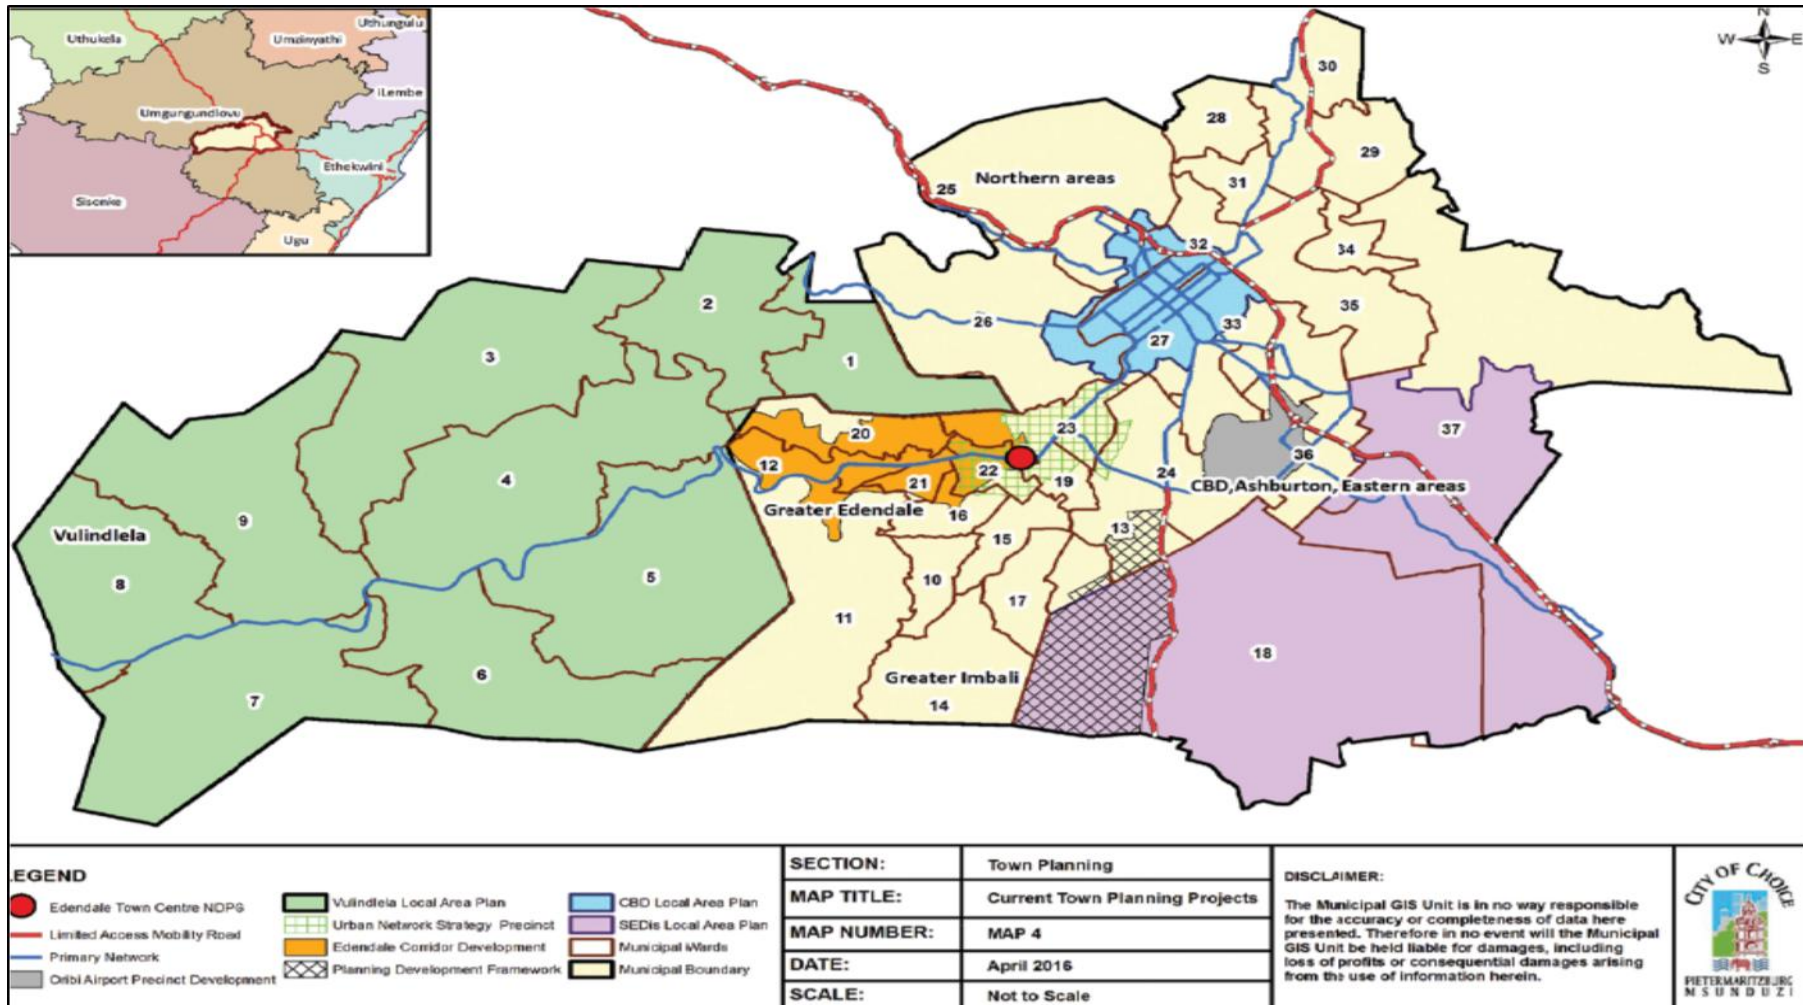 Uthukela
Umzinyathi
Uthungulu
iLembe
Umgungundlovu
Ethekwini
Sisonke
Ugu
N
W E
S
30
28
29
25
Northern areas
31
32
34
2
26
33
35
3
1
27
37
20
23
12
22
36
4
21
19
24
CBD,Ashburton, Eastern areas
9
Greater Edendale
16
13
Vulindlela
15
8
5
10
17
11
18
6
Greater Imbali
7
14
LEGEND
Edendale Town Centre NDPG
Limited Access Mobility Road
Primary Network
Oribi Airport Precinct Development
Vulindlela Local Area Plan
Urban Network Strategy Precinct
Edendale Corridor Development
Planning Development Framework
CBD Local Area Plan
SEDis Local Area Plan
Municipal Wards
Municipal Boundary
SECTION: Town Planning
MAP TITLE: Current Town Planning Projects
MAP NUMBER: MAP 4
DATE: April 2016
SCALE: Not to Scale
DISCLAIMER:
The Municipal GIS Unit is in no way responsible
for the accuracy or completeness of data here
presented. Therefore in no event will the Municipal
GIS Unit be held liable for damages, including
loss of profits or consequential damages arising
from the use of information herein.
CITY OF CHOICE
PIETERMARITZBURG
MSUNDUZI